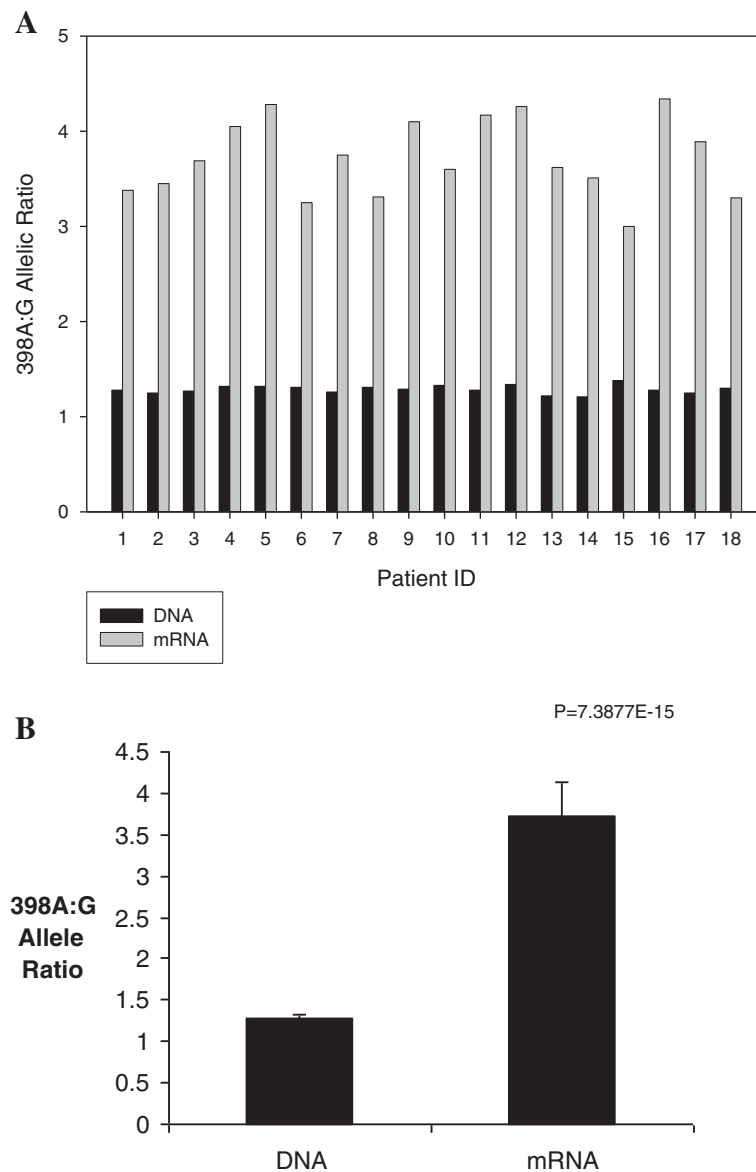 A
5
4
3
2
1
0
398A:G Allelic Ratio
1 2 3 4 5 6 7 8 9 10 11 12 13 14 15 16 17 18
Patient ID
DNA
mRNA
B
P=7.3877E-15
4.5
4
3.5
3
2.5
2
1.5
1
0.5
0
398A:G
Allele
Ratio
DNA mRNA